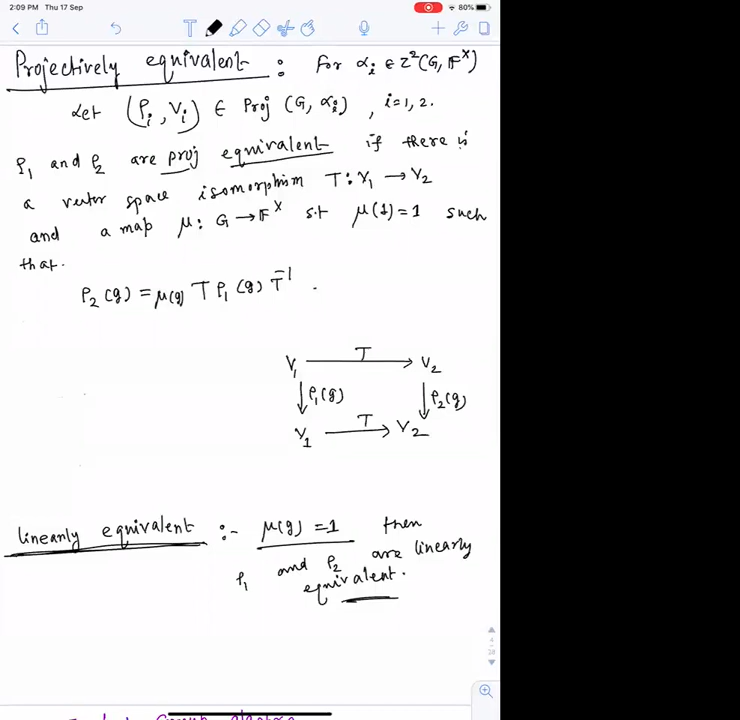 2:09 PM Thu 17 Sep
80%
Projectively equivalent : For αᵢ ∈ Z²(G, F^x)
Let (ρᵢ, Vᵢ) ∈ Proj (G, αᵢ), i=1, 2.
ρ₁ and ρ₂ are proj equivalent if there is
a vector space isomorphism T: V₁ → V₂
and a map μ: G → F^x s.t μ(1)=1 such
that.
ρ₂(g) = μ(g) T ρ₁(g) T⁻¹.
V₁ T V₂
ρ₁(g) ρ₂(g)
V₁ T V₂
linearly equivalent :- μ(g) = 1 then
ρ₁ and ρ₂ are linearly
equivalent.